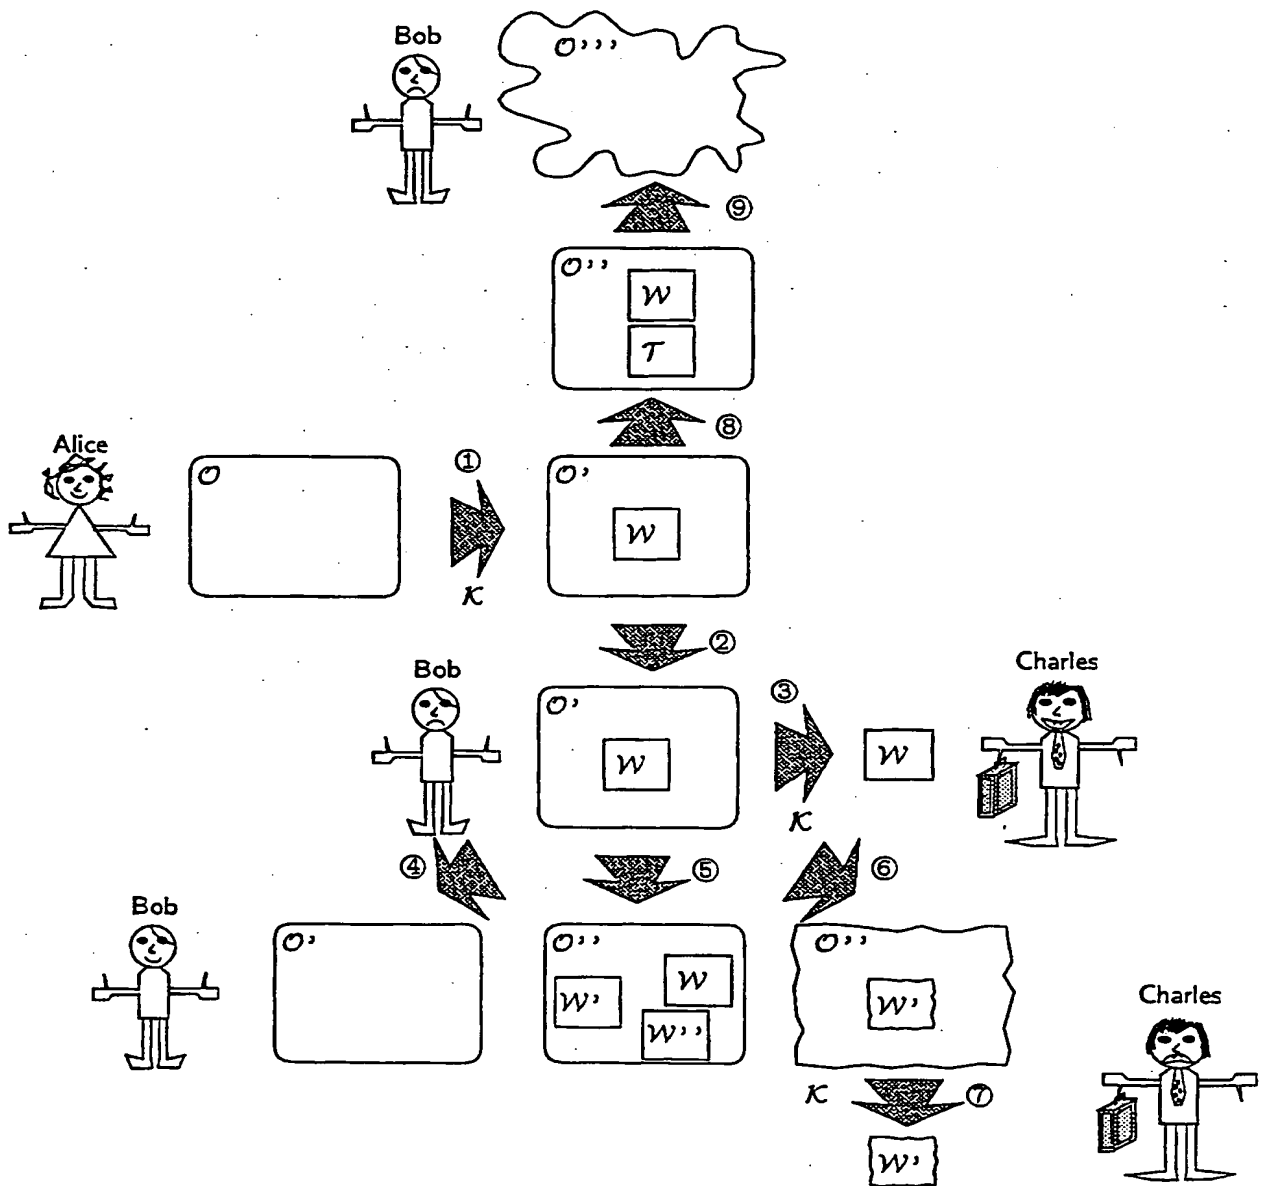 Bob
O'''
⑨
O''
W
T
⑧
Alice
O
①
K
O'
W
②
Bob
O'
W
③
K
W
Charles
④
⑤
⑥
Bob
O'
O''
W'
W
W''
O''
W'
Charles
K
⑦
W'